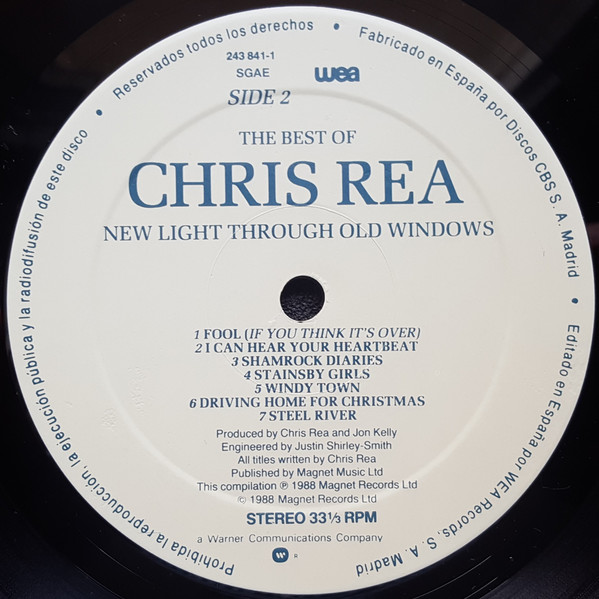 Prohibida la reproducción, la ejecución pública y la radiodifusión de este disco • Reservados todos los derechos • Fabricado en España por Discos CBS S. A. Madrid • Editado en España por WEA Records, S. A. Madrid
243 841-1
SGAE
wea
SIDE 2
THE BEST OF
CHRIS REA
NEW LIGHT THROUGH OLD WINDOWS
1 FOOL (IF YOU THINK IT'S OVER)
2 I CAN HEAR YOUR HEARTBEAT
3 SHAMROCK DIARIES
4 STAINSBY GIRLS
5 WINDY TOWN
6 DRIVING HOME FOR CHRISTMAS
7 STEEL RIVER
Produced by Chris Rea and Jon Kelly
Engineered by Justin Shirley-Smith
All titles written by Chris Rea
Published by Magnet Music Ltd
This compilation ℗ 1988 Magnet Records Ltd
© 1988 Magnet Records Ltd
STEREO 33⅓ RPM
a Warner Communications Company
W ®